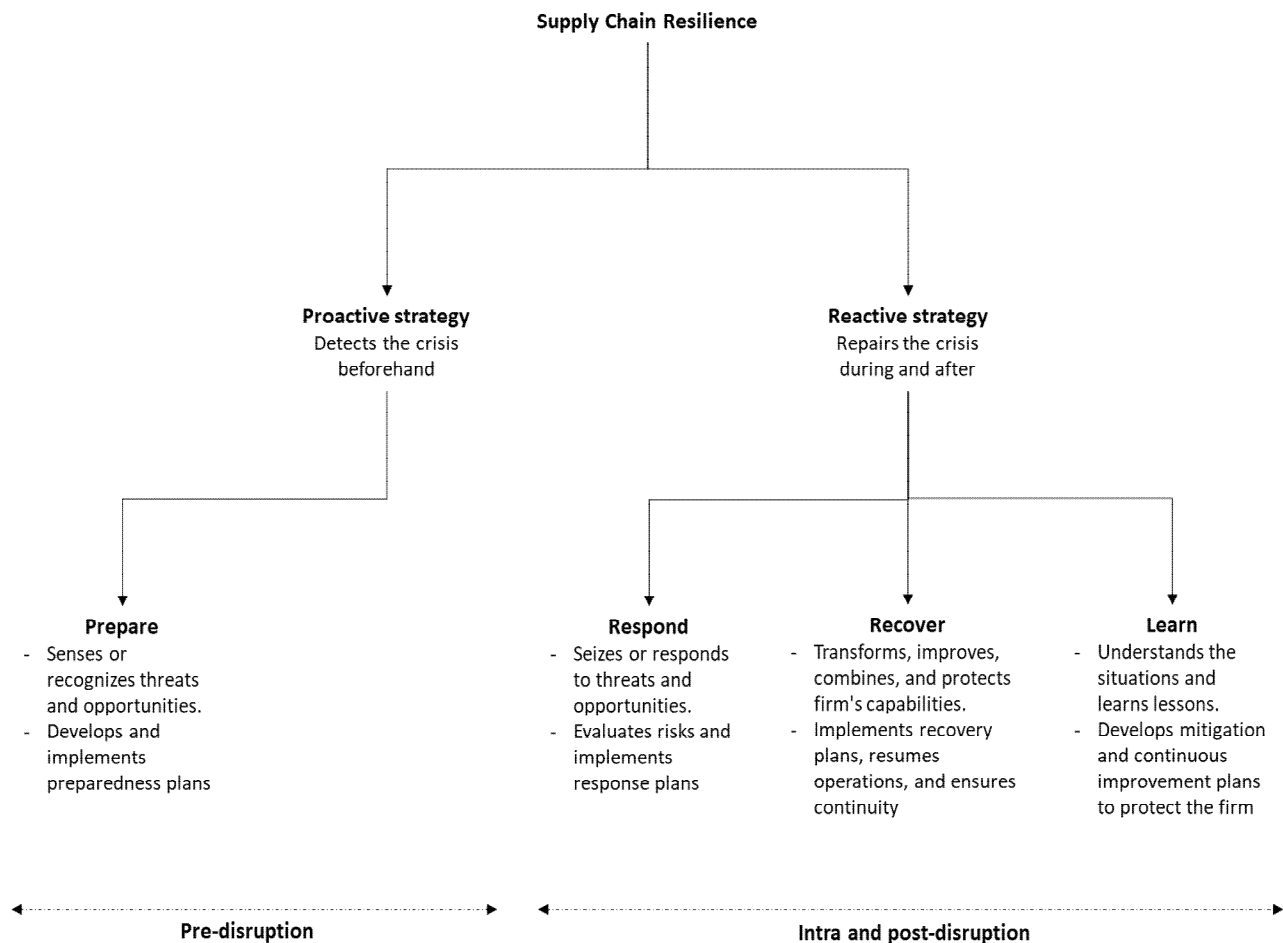 Supply Chain Resilience
Proactive strategy
Detects the crisis
beforehand
Reactive strategy
Repairs the crisis
during and after
Prepare
- Senses or
recognizes threats
and opportunities.
- Develops and
implements
preparedness plans
Respond
- Seizes or responds
to threats and
opportunities.
- Evaluates risks and
implements
response plans
Recover
- Transforms, improves,
combines, and protects
firm's capabilities.
- Implements recovery
plans, resumes
operations, and ensures
continuity
Learn
- Understands the
situations and
learns lessons.
- Develops mitigation
and continuous
improvement plans
to protect the firm
Pre-disruption
Intra and post-disruption